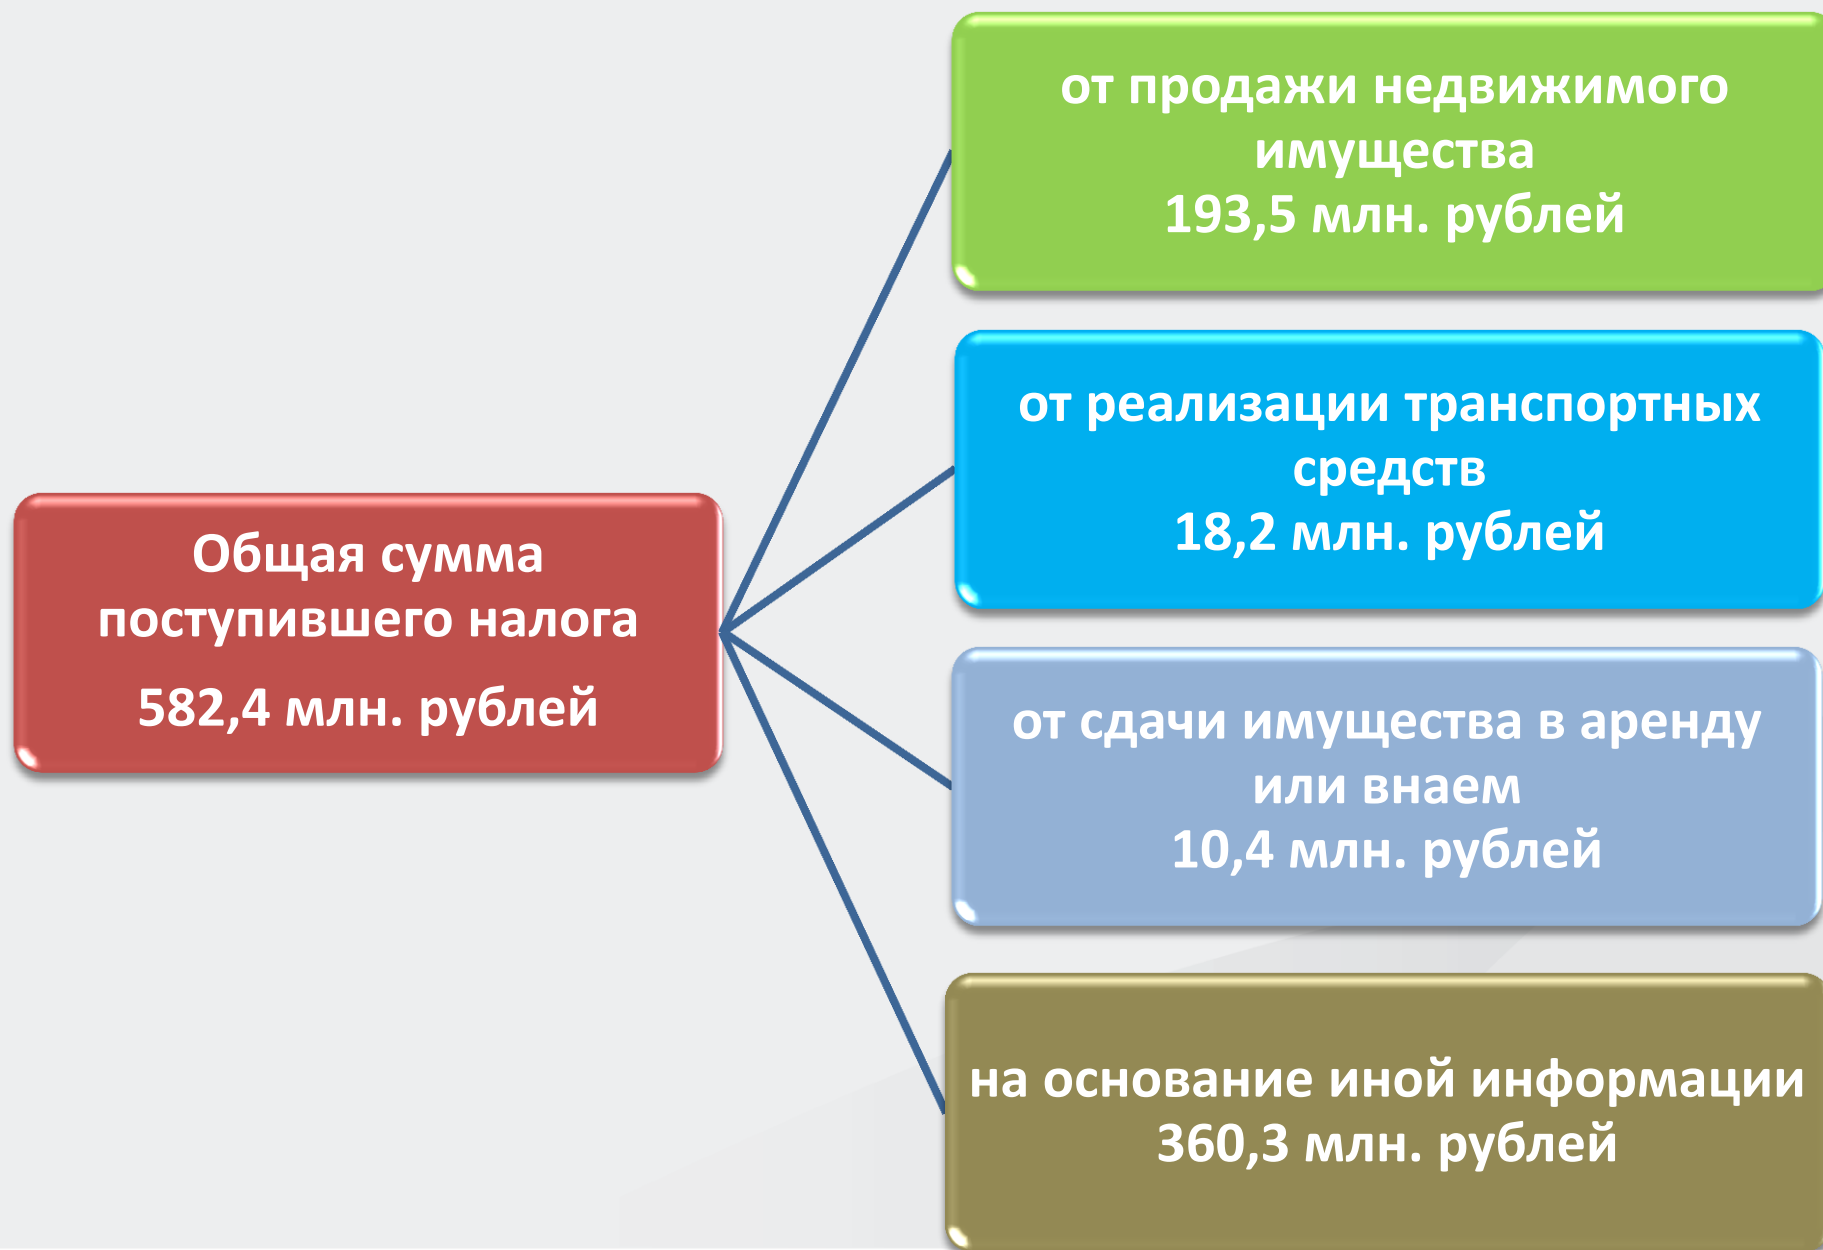 от продажи недвижимого
имущества
193,5 млн. рублей
от реализации транспортных
средств
18,2 млн. рублей
Общая сумма
поступившего налога
582,4 млн. рублей
от сдачи имущества в аренду
или внаем
10,4 млн. рублей
на основание иной информации
360,3 млн. рублей